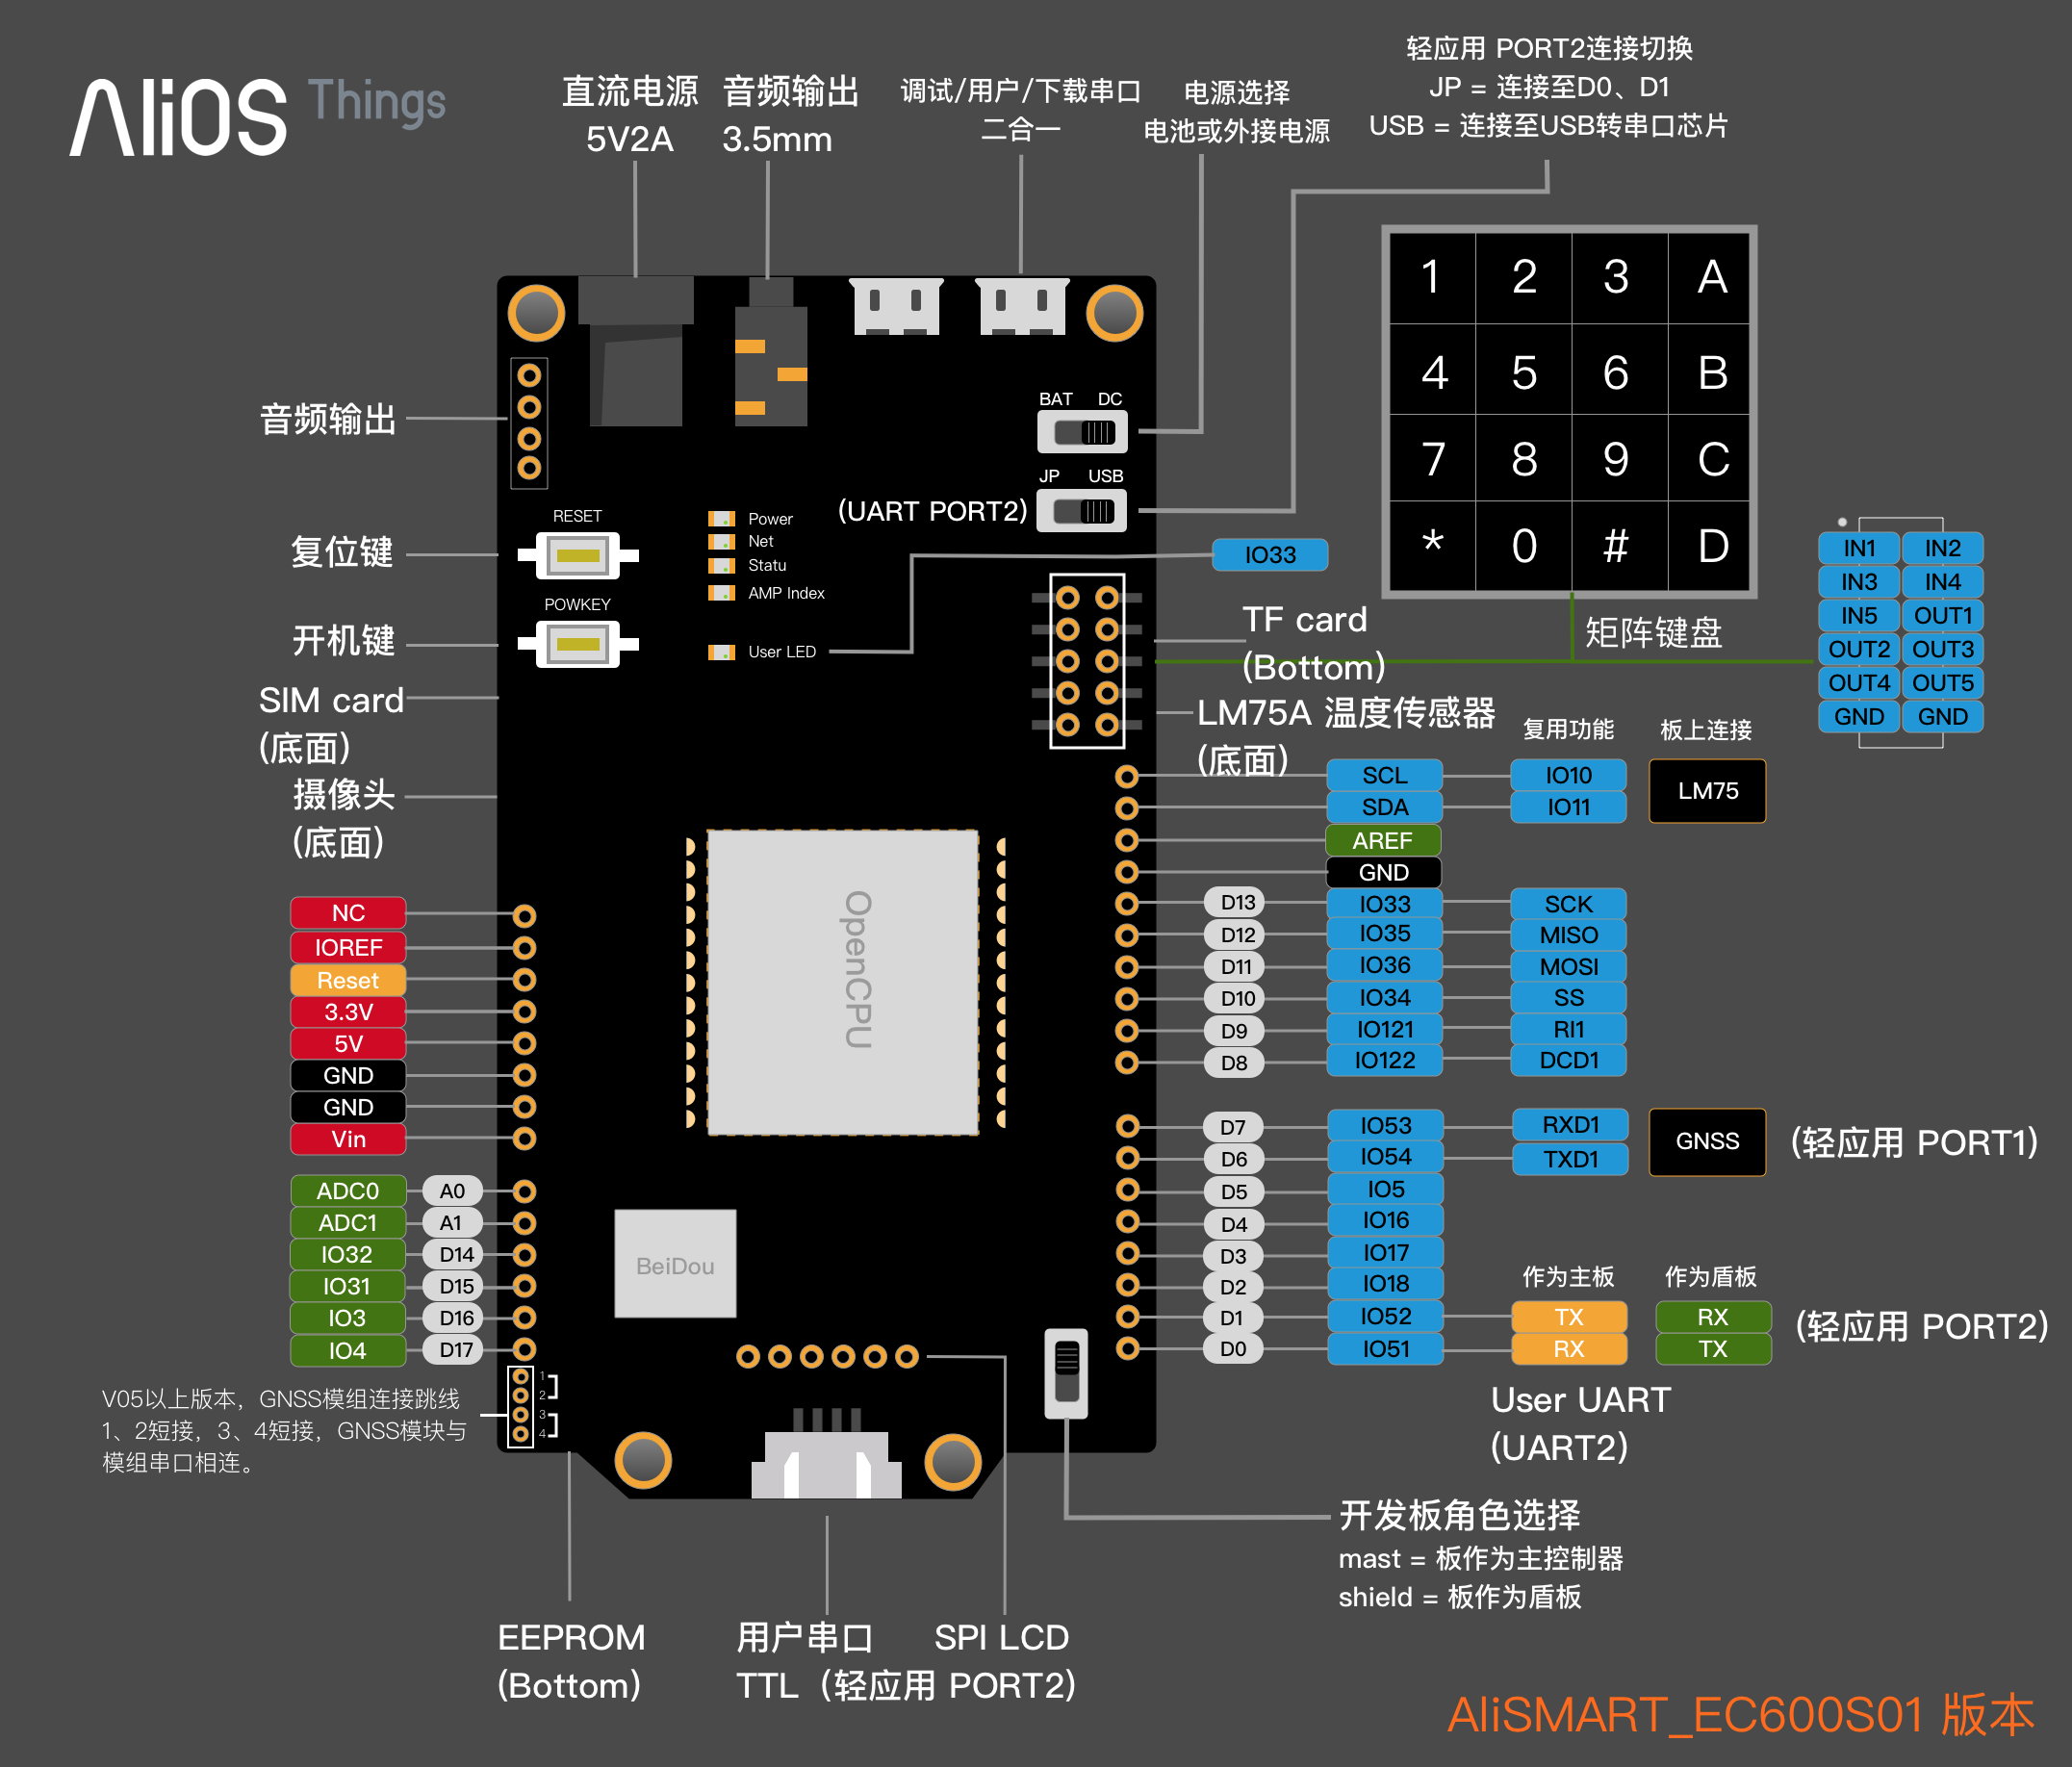 AliOS Things
直流电源
5V2A
音频输出
3.5mm
调试/用户/下载串口
二合一
电源选择
电池或外接电源
轻应用 PORT2连接切换
JP = 连接至D0、D1
USB = 连接至USB转串口芯片
1 2 3 A
4 5 6 B
7 8 9 C
* 0 # D
矩阵键盘
IN1 IN2
IN3 IN4
IN5 OUT1
OUT2 OUT3
OUT4 OUT5
GND GND
音频输出
复位键
开机键
SIM card
(底面)
摄像头
(底面)
RESET
POWKEY
Power
Net
Statu
AMP Index
User LED
BAT DC
JP USB
(UART PORT2)
IO33
TF card
(Bottom)
LM75A 温度传感器
(底面)
复用功能 板上连接
SCL IO10
SDA IO11
LM75
AREF
GND
D13 IO33 SCK
D12 IO35 MISO
D11 IO36 MOSI
D10 IO34 SS
D9 IO121 RI1
D8 IO122 DCD1
D7 IO53 RXD1
D6 IO54 TXD1
GNSS (轻应用 PORT1)
D5 IO5
D4 IO16
D3 IO17
D2 IO18
作为主板 作为盾板
D1 IO52 TX RX
D0 IO51 RX TX
(轻应用 PORT2)
User UART
(UART2)
NC
IOREF
Reset
3.3V
5V
GND
GND
Vin
ADC0 A0
ADC1 A1
IO32 D14
IO31 D15
IO3 D16
IO4 D17
OpenCPU
BeiDou
1
2
3
4
V05以上版本，GNSS模组连接跳线
1、2短接，3、4短接，GNSS模块与
模组串口相连。
开发板角色选择
mast = 板作为主控制器
shield = 板作为盾板
EEPROM
(Bottom)
用户串口
TTL（轻应用 PORT2)
SPI LCD
AliSMART_EC600S01 版本